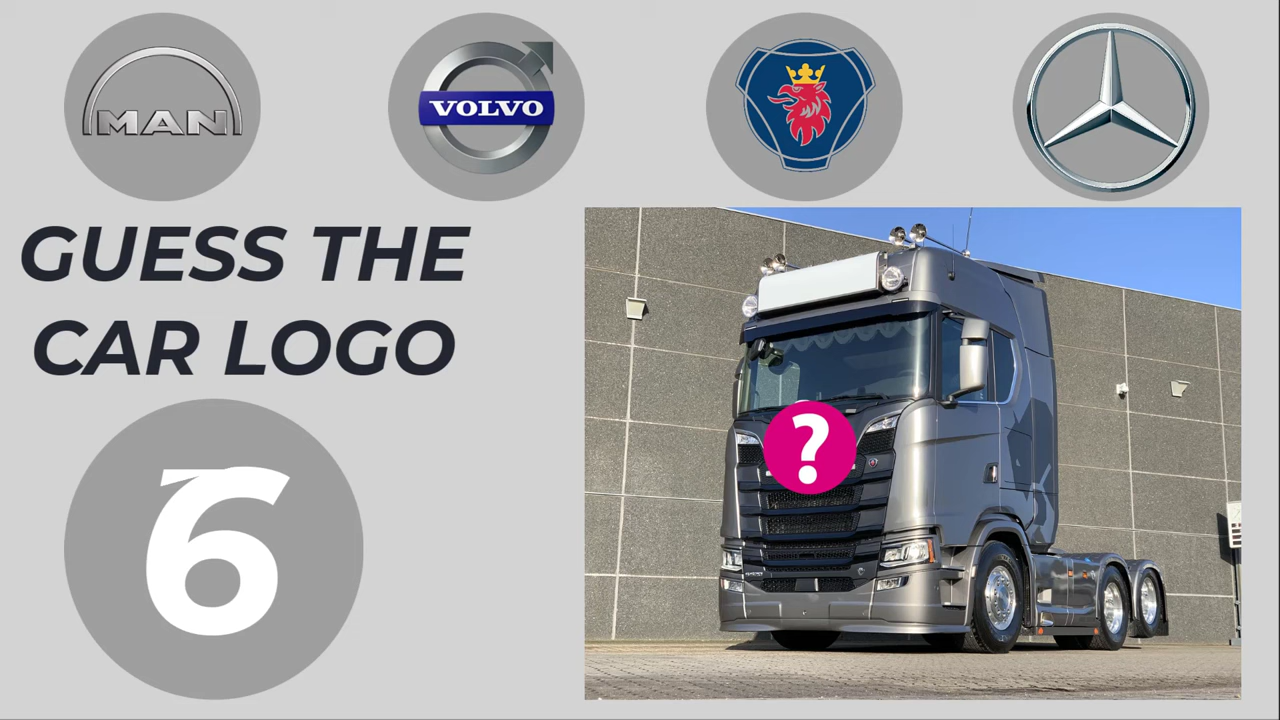 MAN
VOLVO
GUESS THE
CAR LOGO
?
6